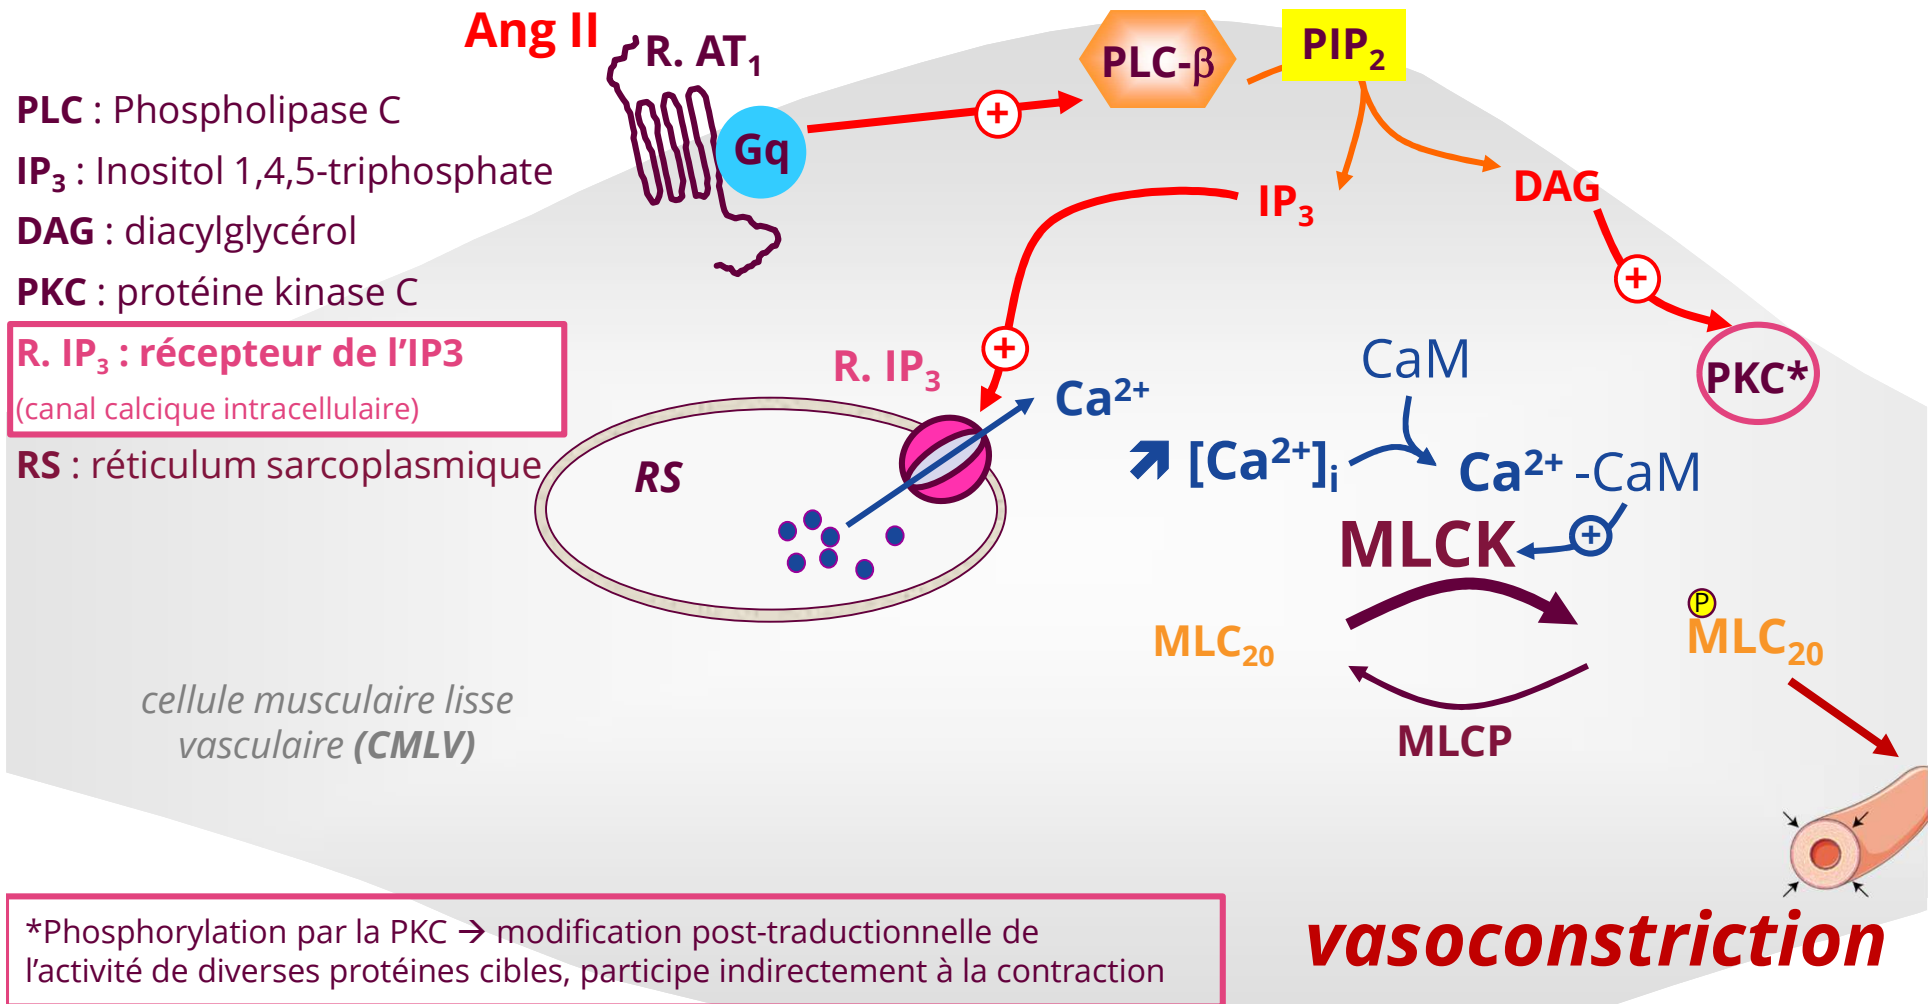 Ang II
R. AT1
PLC-β
PIP2
PLC : Phospholipase C
Gq
+
IP3 : Inositol 1,4,5-triphosphate
IP3
DAG
DAG : diacylglycérol
PKC : protéine kinase C
+
R. IP3 : récepteur de l’IP3
(canal calcique intracellulaire)
RS : réticulum sarcoplasmique
R. IP3
+
Ca2+
CaM
PKC*
RS
[Ca2+]i
Ca2+ -CaM
MLCK
+
P
MLC20
MLC20
MLCP
cellule musculaire lisse
vasculaire (CMLV)
*Phosphorylation par la PKC → modification post-traductionnelle de
l’activité de diverses protéines cibles, participe indirectement à la contraction
vasoconstriction